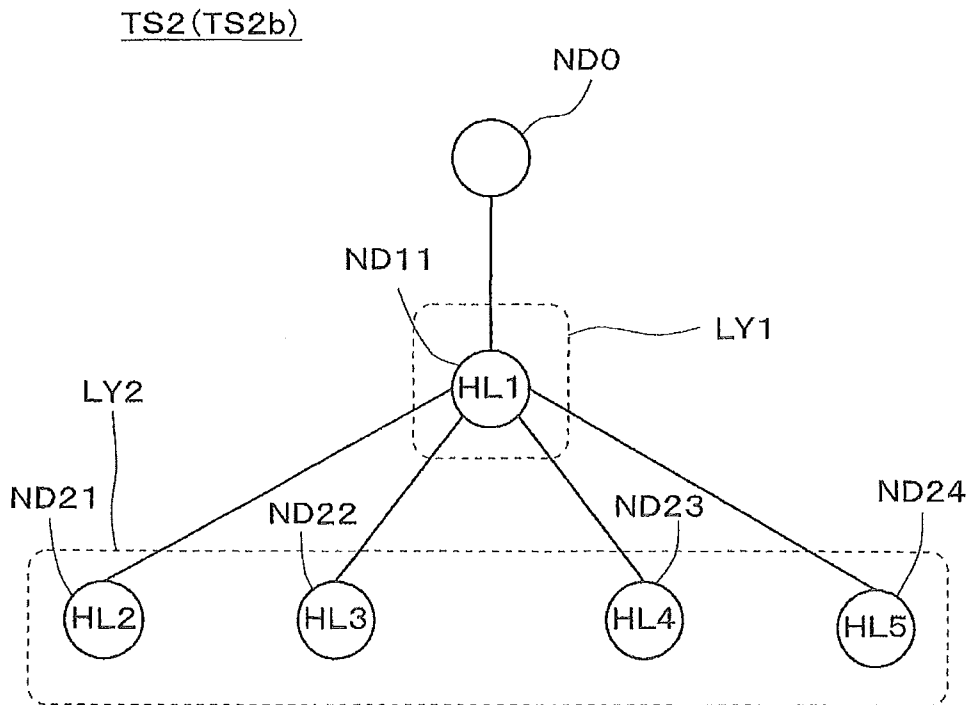 TS2(TS2b)
ND0
ND11
LY1
HL1
LY2
ND21
ND22
ND23
ND24
HL2
HL3
HL4
HL5